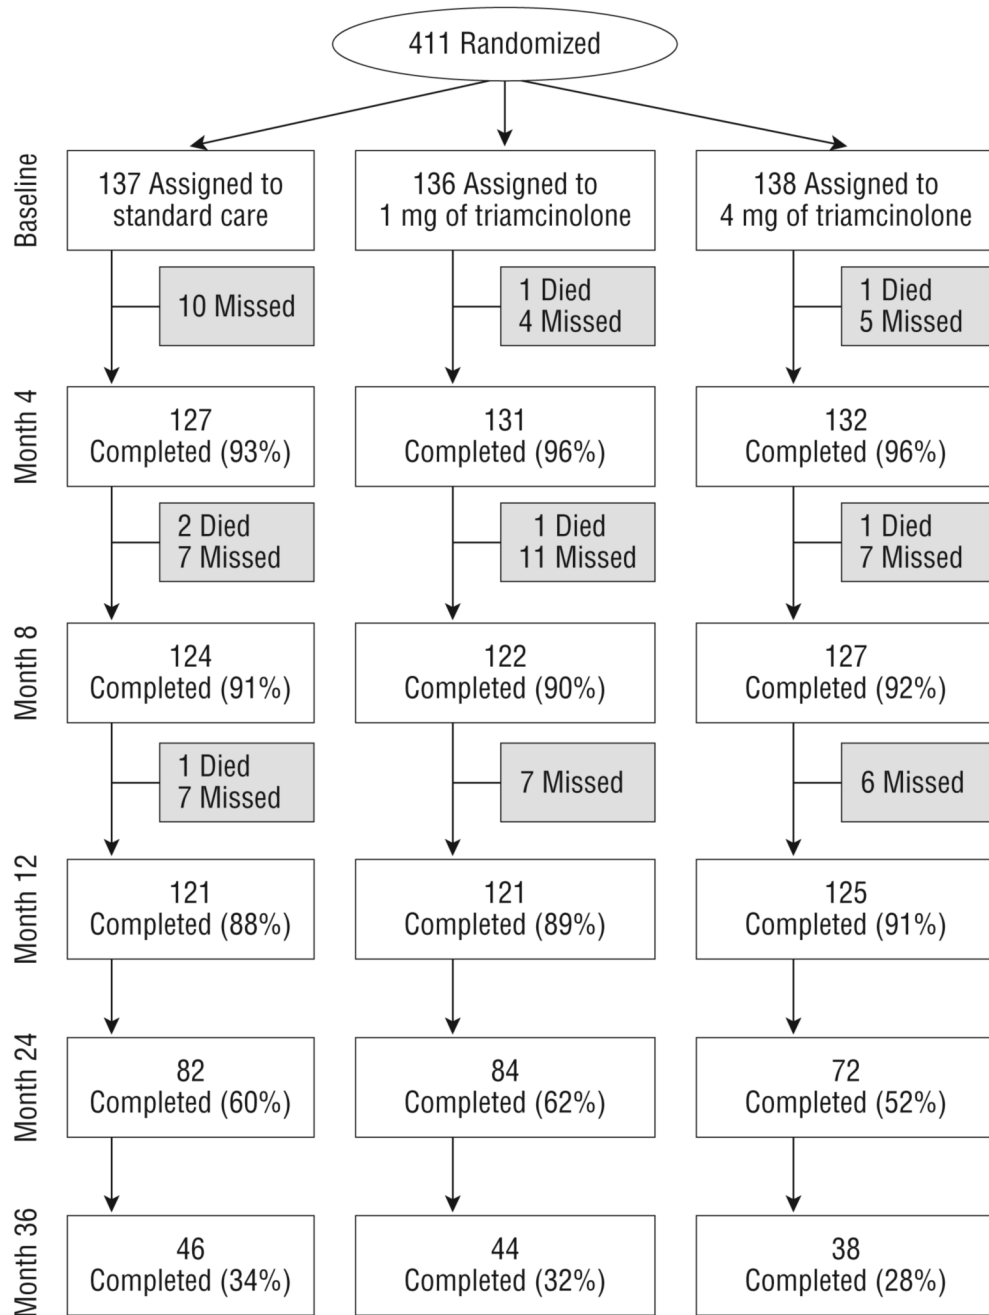 411 Randomized
Baseline
137 Assigned to
standard care
136 Assigned to
1 mg of triamcinolone
138 Assigned to
4 mg of triamcinolone
10 Missed
1 Died
4 Missed
1 Died
5 Missed
Month 4
127
Completed (93%)
131
Completed (96%)
132
Completed (96%)
2 Died
7 Missed
1 Died
11 Missed
1 Died
7 Missed
Month 8
124
Completed (91%)
122
Completed (90%)
127
Completed (92%)
1 Died
7 Missed
7 Missed
6 Missed
Month 12
121
Completed (88%)
121
Completed (89%)
125
Completed (91%)
Month 24
82
Completed (60%)
84
Completed (62%)
72
Completed (52%)
Month 36
46
Completed (34%)
44
Completed (32%)
38
Completed (28%)